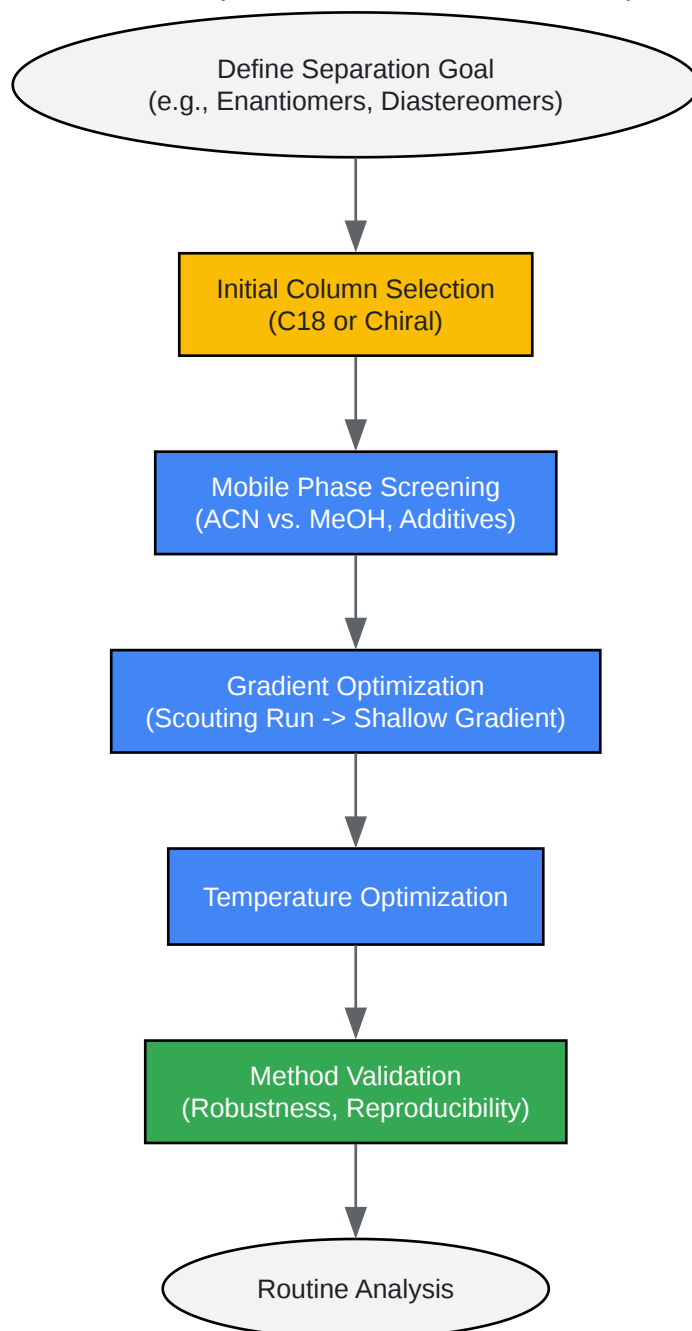 Define Separation Goal
(e.g., Enantiomers, Diastereomers)
Initial Column Selection
(C18 or Chiral)
Mobile Phase Screening
(ACN vs. MeOH, Additives)
Gradient Optimization
(Scouting Run -> Shallow Gradient)
Temperature Optimization
Method Validation
(Robustness, Reproducibility)
Routine Analysis